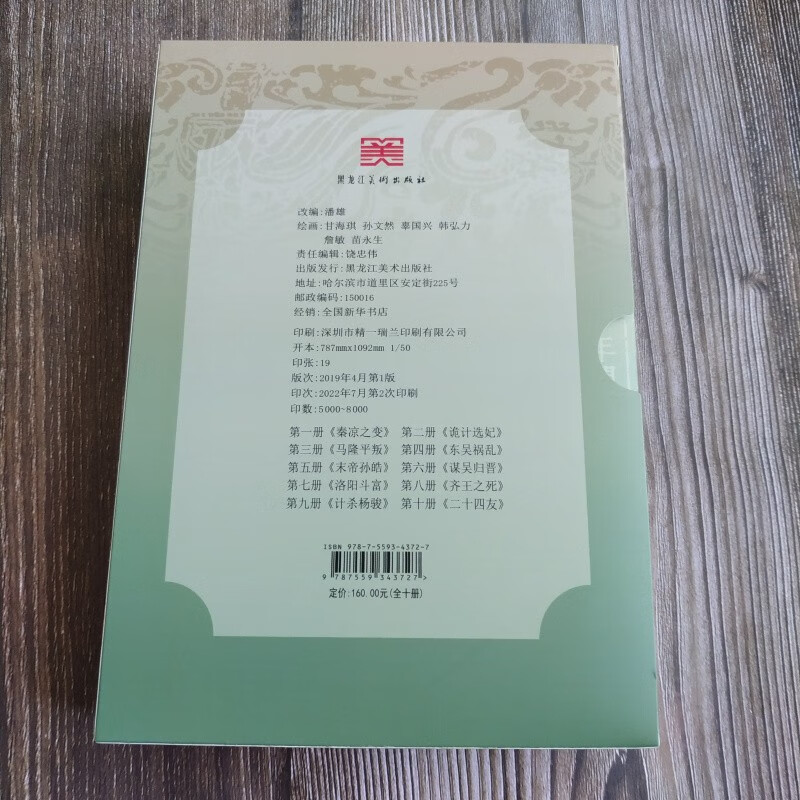 黑龙江美术出版社
改编:潘雄
绘画:甘海琪 孙文然 辜国兴 韩弘力
詹敏 苗永生
责任编辑:饶忠伟
出版发行:黑龙江美术出版社
地址:哈尔滨市道里区安定街225号
邮政编码:150016
经销:全国新华书店
印刷:深圳市精一瑞兰印刷有限公司
开本:787mmx1092mm 1/50
印张:19
版次:2019年4月第1版
印次:2022年7月第2次印刷
印数:5000-8000
第一册《秦凉之变》 第二册《诡计选妃》
第三册《马隆平叛》 第四册《东吴祸乱》
第五册《末帝孙皓》 第六册《谋吴归晋》
第七册《洛阳斗富》 第八册《齐王之死》
第九册《计杀杨骏》 第十册《二十四友》
ISBN 978-7-5593-4372-7
9 787559 343727>
定价:160.00元(全十册)